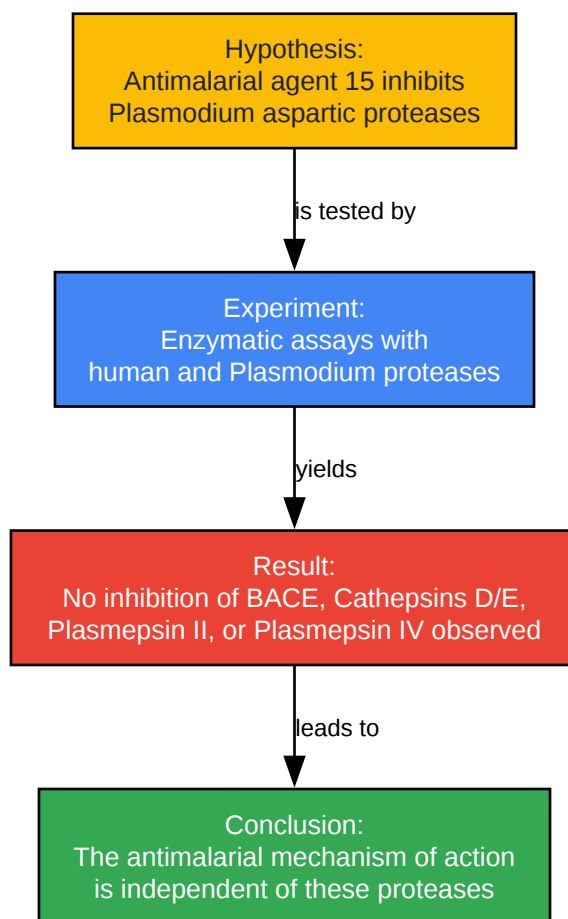 Hypothesis:
Antimalarial agent 15 inhibits
Plasmodium aspartic proteases
is tested by
Experiment:
Enzymatic assays with
human and Plasmodium proteases
yields
Result:
No inhibition of BACE, Cathepsins D/E,
Plasmepsin II, or Plasmepsin IV observed
leads to
Conclusion:
The antimalarial mechanism of action
is independent of these proteases